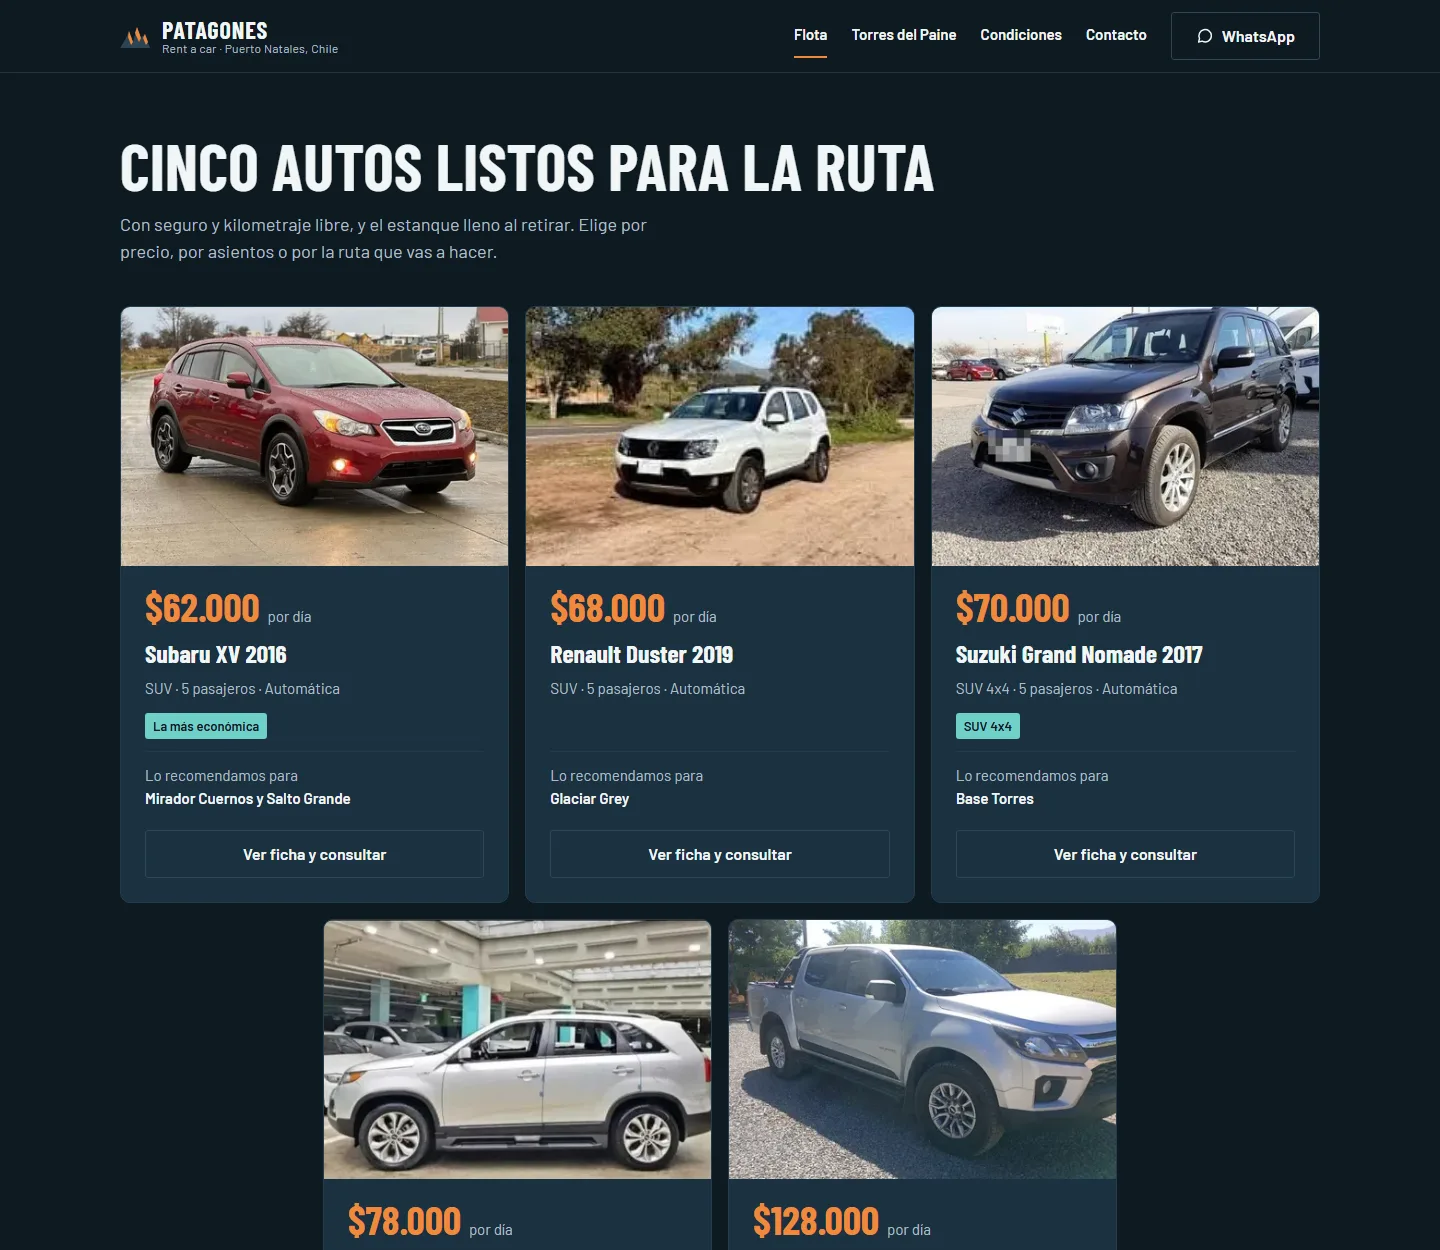 PATAGONES
Rent a car · Puerto Natales, Chile
Flota
Torres del Paine
Condiciones
Contacto
WhatsApp
CINCO AUTOS LISTOS PARA LA RUTA
Con seguro y kilometraje libre, y el estanque lleno al retirar. Elige por
precio, por asientos o por la ruta que vas a hacer.
$62.000 por día
Subaru XV 2016
SUV · 5 pasajeros · Automática
La más económica
Lo recomendamos para
Mirador Cuernos y Salto Grande
Ver ficha y consultar
$68.000 por día
Renault Duster 2019
SUV · 5 pasajeros · Automática
Lo recomendamos para
Glaciar Grey
Ver ficha y consultar
$70.000 por día
Suzuki Grand Nomade 2017
SUV 4x4 · 5 pasajeros · Automática
SUV 4x4
Lo recomendamos para
Base Torres
Ver ficha y consultar
$78.000 por día
$128.000 por día